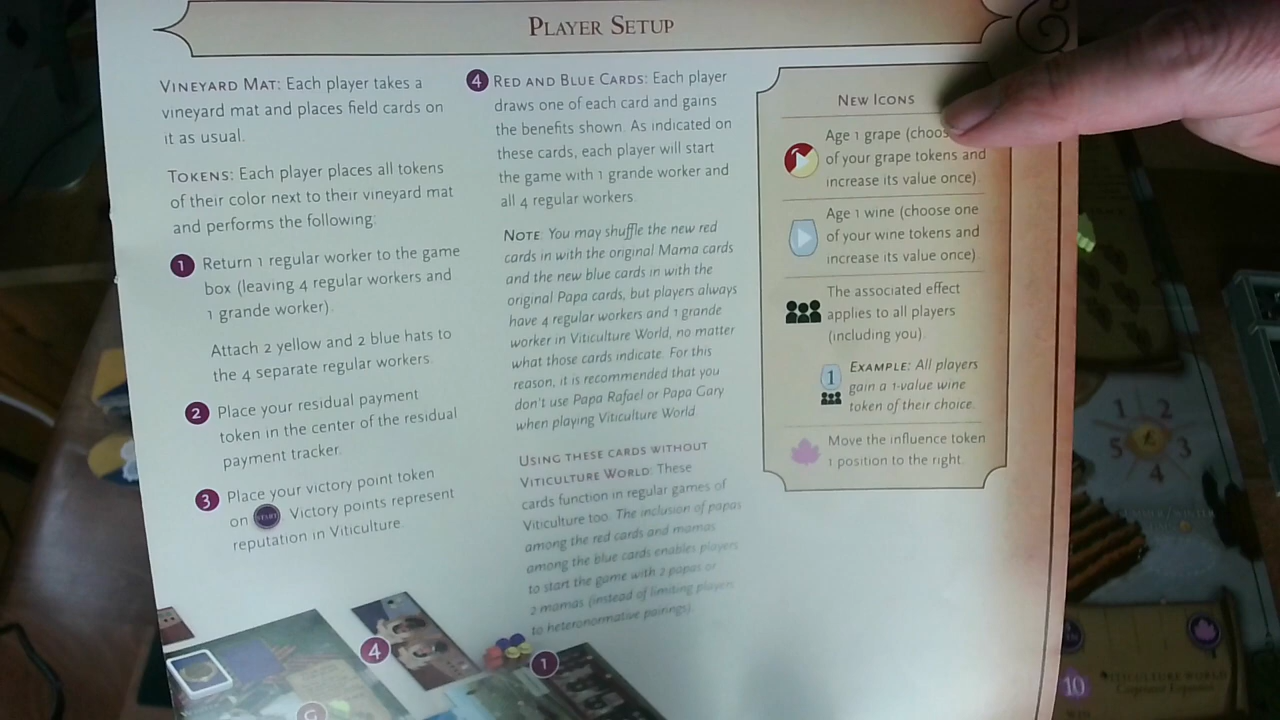 PLAYER SETUP
VINEYARD MAT: Each player takes a
vineyard mat and places field cards on
it as usual.
TOKENS: Each player places all tokens
of their color next to their vineyard mat
and performs the following:
1 Return 1 regular worker to the game
box (leaving 4 regular workers and
1 grande worker).
Attach 2 yellow and 2 blue hats to
the 4 separate regular workers.
2 Place your residual payment
token in the center of the residual
payment tracker.
3 Place your victory point token
on START Victory points represent
reputation in Viticulture.
4 RED AND BLUE CARDS: Each player
draws one of each card and gains
the benefits shown. As indicated on
these cards, each player will start
the game with 1 grande worker and
all 4 regular workers.
NOTE: You may shuffle the new red
cards in with the original Mama cards
and the new blue cards in with the
original Papa cards, but players always
have 4 regular workers and 1 grande
worker in Viticulture World, no matter
what those cards indicate. For this
reason, it is recommended that you
don't use Papa Rafael or Papa Gary
when playing Viticulture World.
USING THESE CARDS WITHOUT
VITICULTURE WORLD: These
cards function in regular games of
Viticulture too. The inclusion of papas
among the red cards and mamas
among the blue cards enables players
to start the game with 2 papas or
2 mamas (instead of limiting players
to heteronormative pairings).
NEW ICONS
Age 1 grape (choos
of your grape tokens and
increase its value once)
Age 1 wine (choose one
of your wine tokens and
increase its value once)
The associated effect
applies to all players
(including you).
1
EXAMPLE: All players
gain a 1-value wine
token of their choice.
Move the influence token
1 position to the right.
4
1
1 2
5 3
4
10
VITICULTURE WORLD
Cooperative Expansion